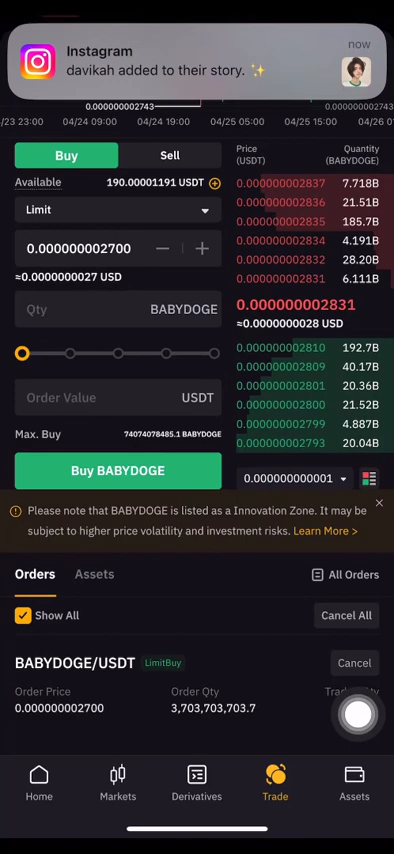 Instagram
now
davikah added to their story. ✨
0.000000002743
0.000000002743
/23 23:00 04/24 09:00 04/24 19:00 04/25 05:00 04/25 15:00 04/26 01
Buy
Sell
Available
190.00001191 USDT
Limit
0.000000002700
≈0.0000000027 USD
Qty
BABYDOGE
Order Value
USDT
Max. Buy
74074078485.1 BABYDOGE
Buy BABYDOGE
Price
(USDT)
Quantity
(BABYDOGE)
0.000000002837 7.718B
0.000000002836 21.51B
0.000000002835 185.7B
0.000000002834 4.191B
0.000000002832 28.20B
0.000000002831 6.111B
0.000000002831
≈0.0000000028 USD
0.000000002810 192.7B
0.000000002809 40.17B
0.000000002801 20.36B
0.000000002800 21.52B
0.000000002799 4.887B
0.000000002793 20.04B
0.000000000001
Please note that BABYDOGE is listed as a Innovation Zone. It may be
subject to higher price volatility and investment risks. Learn More >
Orders
Assets
All Orders
Show All
Cancel All
BABYDOGE/USDT
LimitBuy
Cancel
Order Price
Order Qty
0.000000002700
3,703,703,703.7
Home
Markets
Derivatives
Trade
Assets